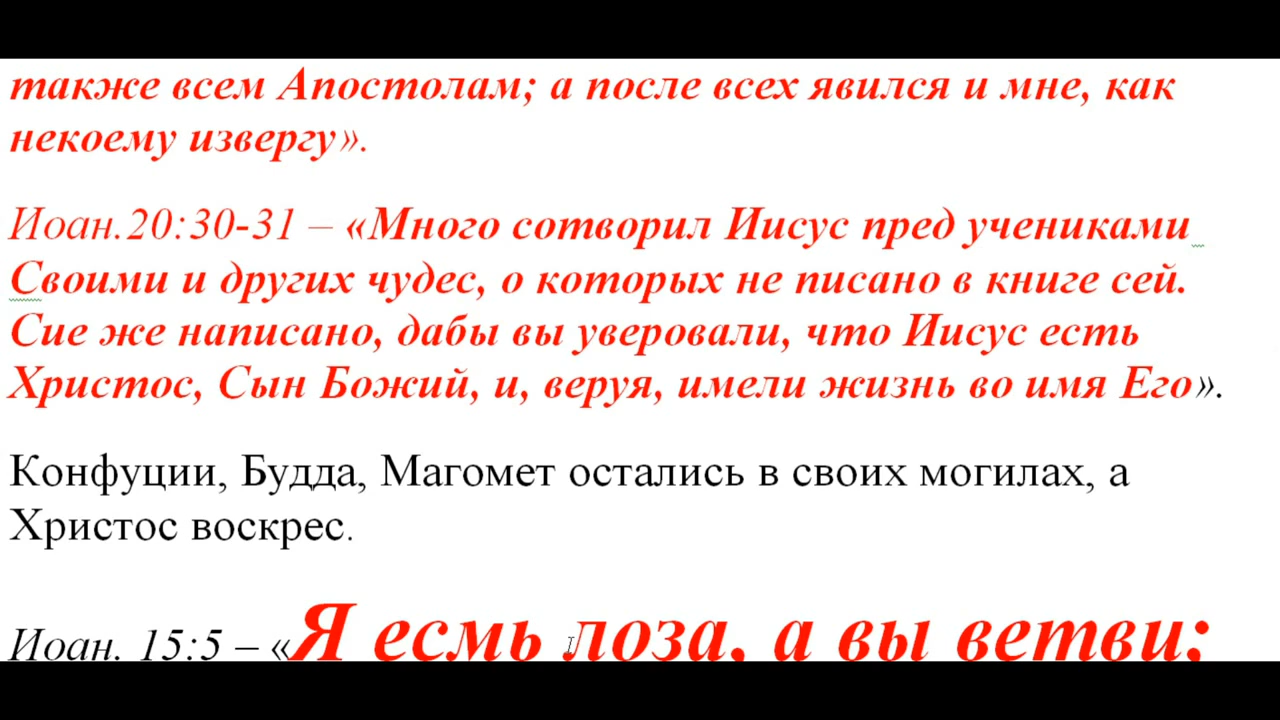 также всем Апостолам; а после всех явился и мне, как
некоему извергу».
Иоан.20:30-31 – «Много сотворил Иисус пред учениками
Своими и других чудес, о которых не писано в книге сей.
Сие же написано, дабы вы уверовали, что Иисус есть
Христос, Сын Божий, и, веруя, имели жизнь во имя Его».
Конфуции, Будда, Магомет остались в своих могилах, а
Христос воскрес.
Иоан. 15:5 – «Я есмь лоза, а вы ветви;